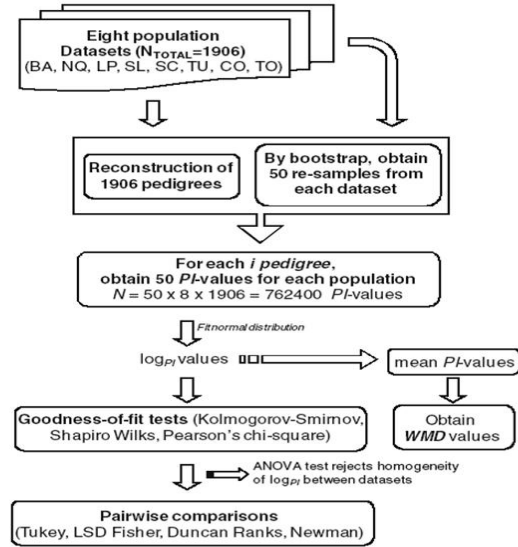 Eight population
Datasets (NTOTAL=1906)
(BA, NQ, LP, SL, SC, TU, CO, TO)
Reconstruction of
1906 pedigrees
By bootstrap, obtain
50 re-samples from
each dataset
For each i pedigree,
obtain 50 PI-values for each population
N = 50 x 8 x 1906 = 762400 PI-values
Fit normal distribution
logPI values
mean PI-values
Goodness-of-fit tests (Kolmogorov-Smirnov,
Shapiro Wilks, Pearson's chi-square)
Obtain
WMD values
ANOVA test rejects homogeneity
of logPI between datasets
Pairwise comparisons
(Tukey, LSD Fisher, Duncan Ranks, Newman)